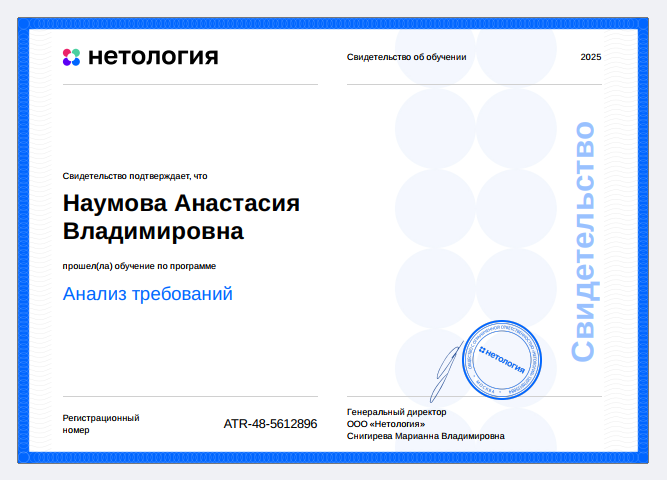 нетология
Свидетельство об обучении 2025
Свидетельство подтверждает, что
Наумова Анастасия
Владимировна
прошел(ла) обучение по программе
Анализ требований
Свидетельство
нетология
Регистрационный
номер
ATR-48-5612896
Генеральный директор
ООО «Нетология»
Снигирева Марианна Владимировна